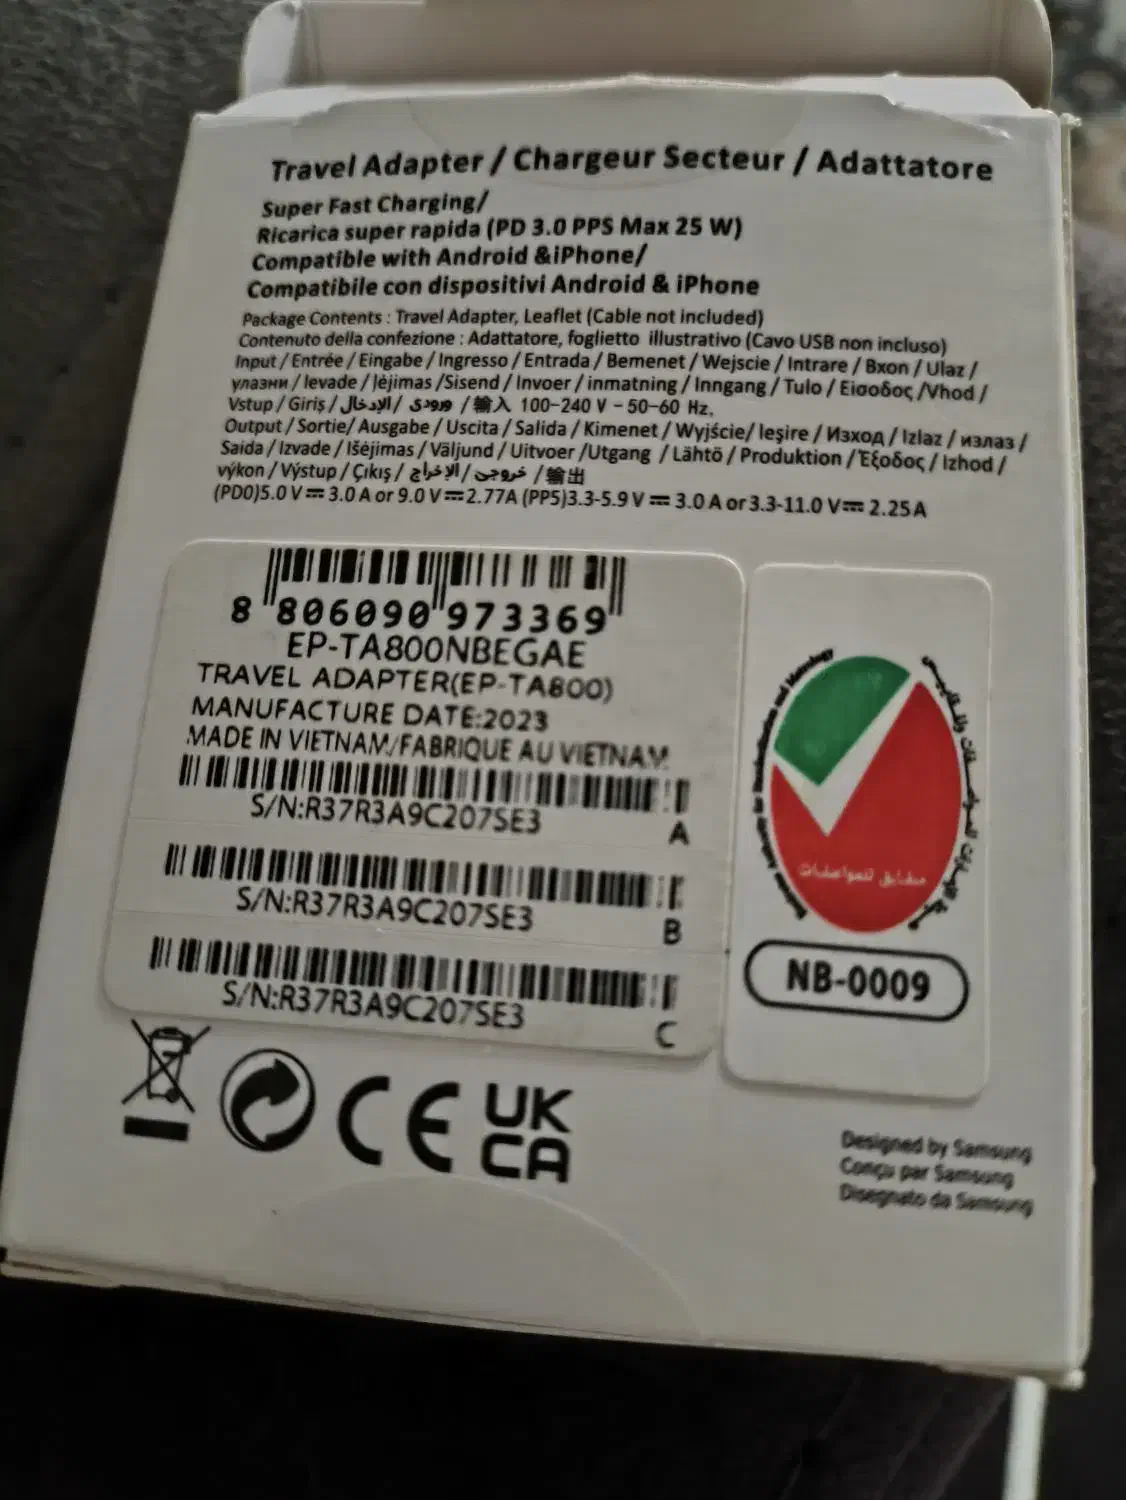 Travel Adapter / Chargeur Secteur / Adattatore
Super Fast Charging/
Ricarica super rapida (PD 3.0 PPS Max 25 W)
Compatible with Android &iPhone/
Compatibile con dispositivi Android & iPhone
Package Contents : Travel Adapter, Leaflet (Cable not included)
Contenuto della confezione : Adattatore, foglietto illustrativo (Cavo USB non incluso)
Input / Entrée / Eingabe / Ingresso / Entrada / Bemenet / Wejscie / Intrare / Bxon / Ulaz /
улазни / Ievade / Įėjimas /Sisend / Invoer / inmatning / Inngang / Tulo / Είσοδος /Vhod /
Vstup / Giriş / الإدخال / ورودی / 輸入 100-240 V - 50-60 Hz,
Output / Sortie/ Ausgabe / Uscita / Salida / Kimenet / Wyjście/ Ieşire / Изход / Izlaz / излаз /
Saída / Izvade / Išėjimas / Väljund / Uitvoer /Utgang / Lähtö / Produktion / Έξοδος / Izhod /
výkon / Výstup / Çıkış / الإخراج / خروجی / 輸出
(PD0)5.0 V⎓ 3.0 A or 9.0 V⎓2.77A (PP5)3.3-5.9 V⎓ 3.0 A or 3.3-11.0 V⎓ 2.25A
8 806090 973369
EP-TA800NBEGAE
TRAVEL ADAPTER(EP-TA800)
MANUFACTURE DATE:2023
MADE IN VIETNAM/FABRIQUE AU VIETNAM
S/N:R37R3A9C207SE3
A
S/N:R37R3A9C207SE3
B
S/N:R37R3A9C207SE3
C
مطابق للمواصفات
NB-0009
CE
UK
CA
Designed by Samsung
Conçu par Samsung
Disegnato da Samsung